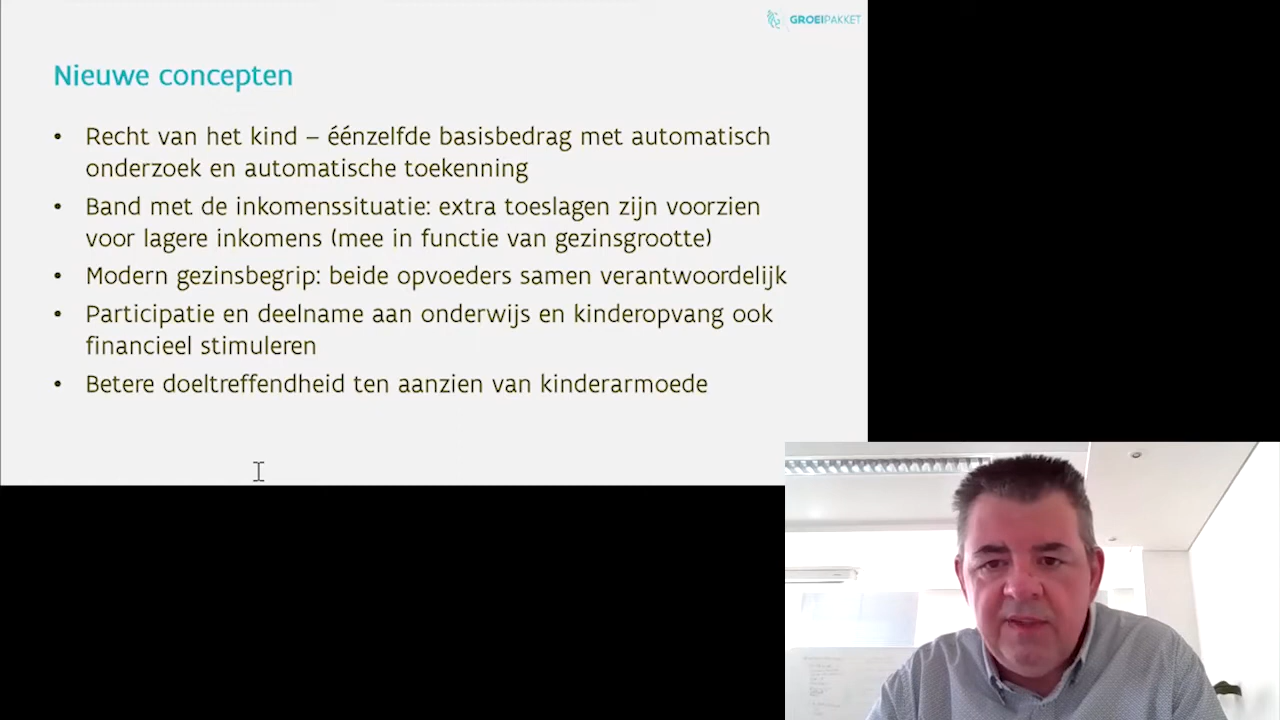 GROEIPAKKET
Nieuwe concepten
• Recht van het kind – éénzelfde basisbedrag met automatisch
onderzoek en automatische toekenning
• Band met de inkomenssituatie: extra toeslagen zijn voorzien
voor lagere inkomens (mee in functie van gezinsgrootte)
• Modern gezinsbegrip: beide opvoeders samen verantwoordelijk
• Participatie en deelname aan onderwijs en kinderopvang ook
financieel stimuleren
• Betere doeltreffendheid ten aanzien van kinderarmoede